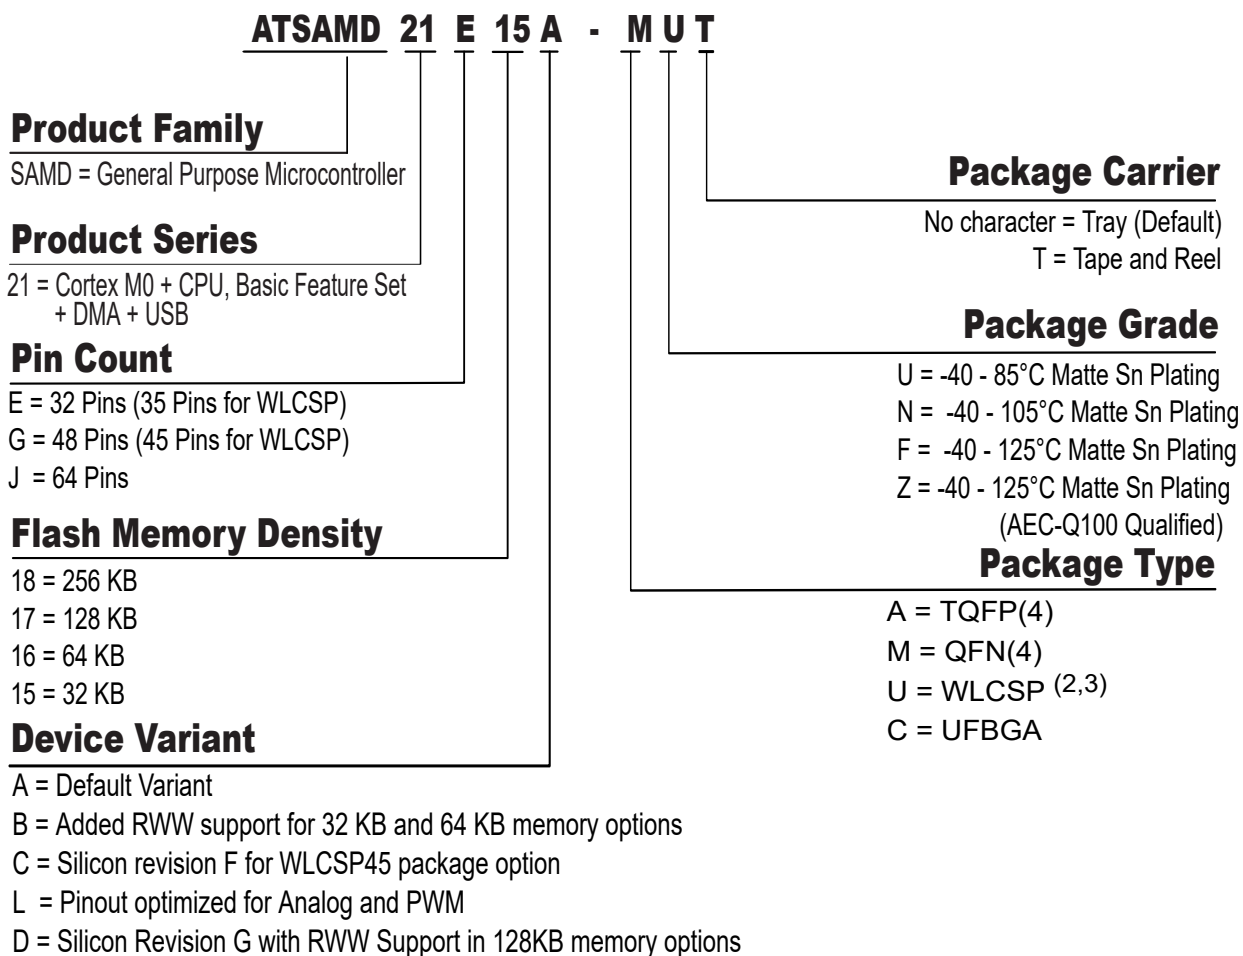 ATSAMD 21 E 15 A - M U T
Product Family
SAMD = General Purpose Microcontroller
Product Series
21 = Cortex M0 + CPU, Basic Feature Set
+ DMA + USB
Pin Count
E = 32 Pins (35 Pins for WLCSP)
G = 48 Pins (45 Pins for WLCSP)
J = 64 Pins
Flash Memory Density
18 = 256 KB
17 = 128 KB
16 = 64 KB
15 = 32 KB
Device Variant
A = Default Variant
B = Added RWW support for 32 KB and 64 KB memory options
C = Silicon revision F for WLCSP45 package option
L = Pinout optimized for Analog and PWM
D = Silicon Revision G with RWW Support in 128KB memory options
Package Carrier
No character = Tray (Default)
T = Tape and Reel
Package Grade
U = -40 - 85°C Matte Sn Plating
N = -40 - 105°C Matte Sn Plating
F = -40 - 125°C Matte Sn Plating
Z = -40 - 125°C Matte Sn Plating
(AEC-Q100 Qualified)
Package Type
A = TQFP(4)
M = QFN(4)
U = WLCSP (2,3)
C = UFBGA